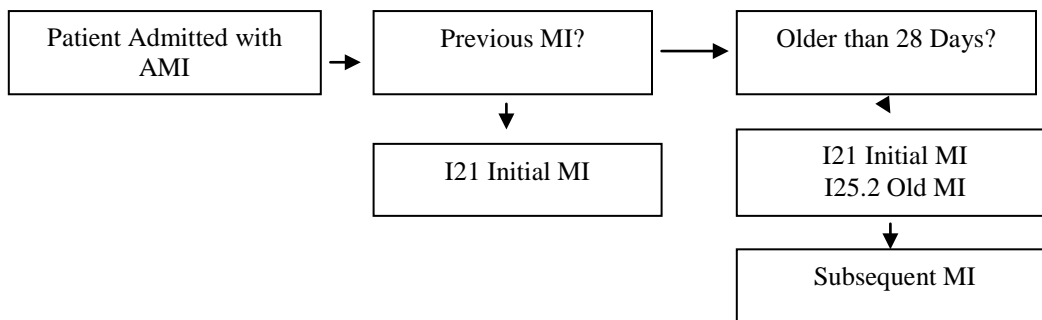 Patient Admitted with
AMI
Previous MI?
Older than 28 Days?
I21 Initial MI
I21 Initial MI
I25.2 Old MI
Subsequent MI